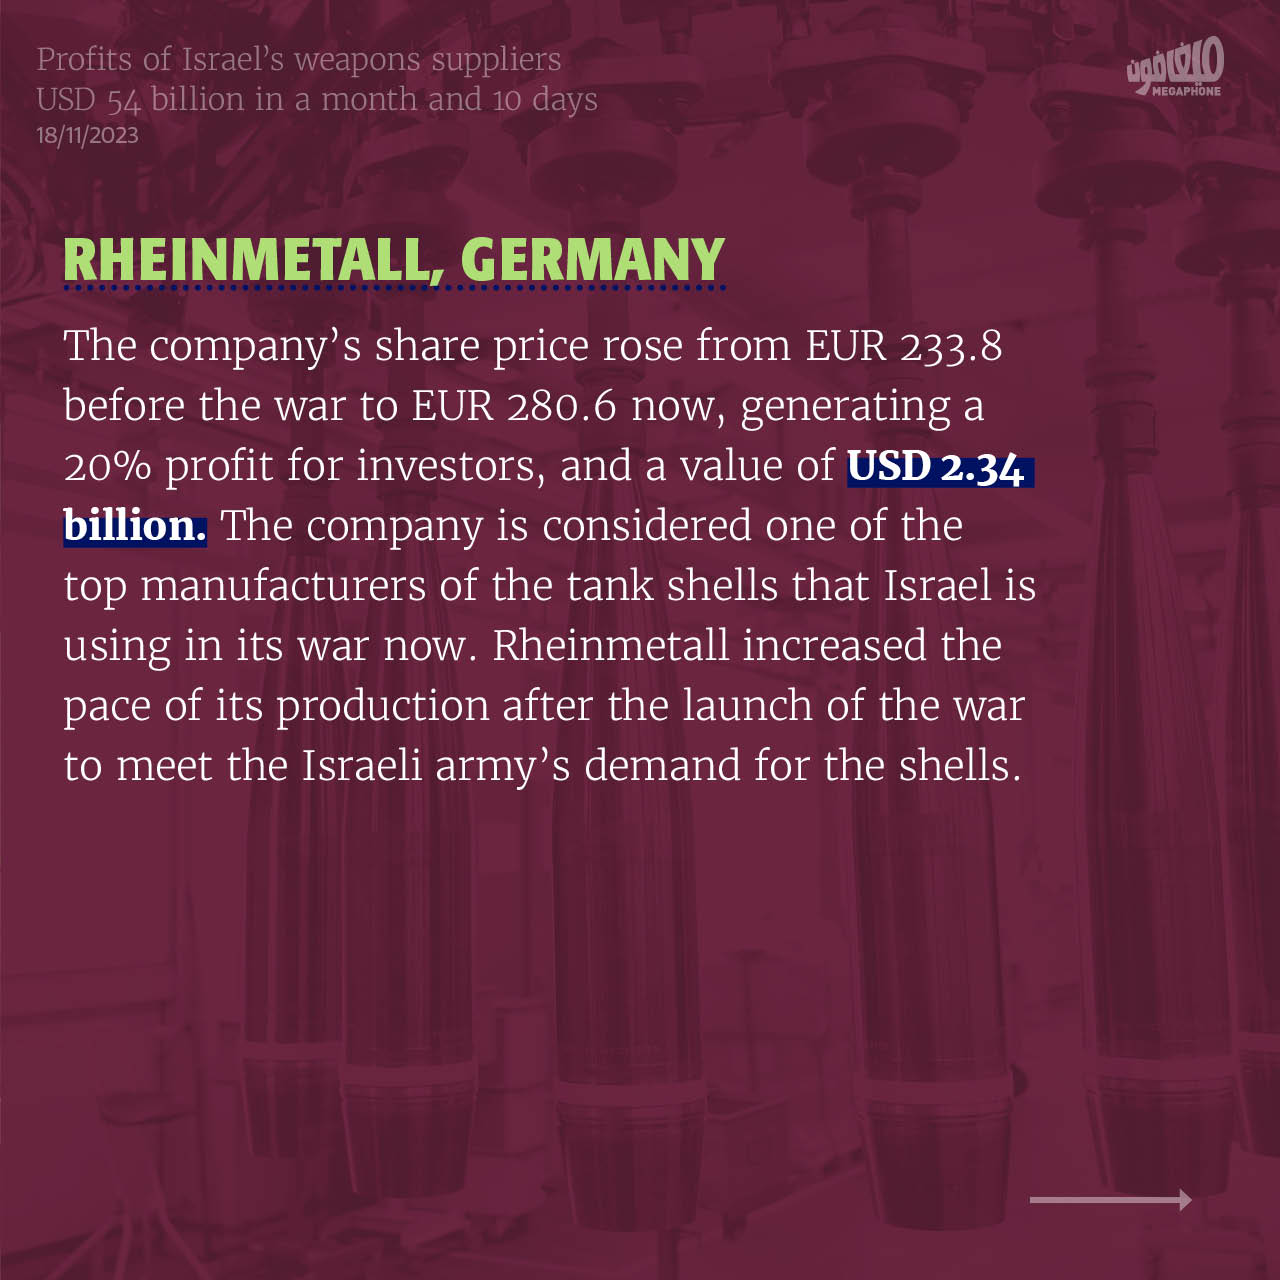 Profits of Israel’s weapons suppliers
USD 54 billion in a month and 10 days
18/11/2023
ميغافون
MEGAPHONE
RHEINMETALL, GERMANY
The company’s share price rose from EUR 233.8
before the war to EUR 280.6 now, generating a
20% profit for investors, and a value of USD 2.34
billion. The company is considered one of the
top manufacturers of the tank shells that Israel is
using in its war now. Rheinmetall increased the
pace of its production after the launch of the war
to meet the Israeli army’s demand for the shells.